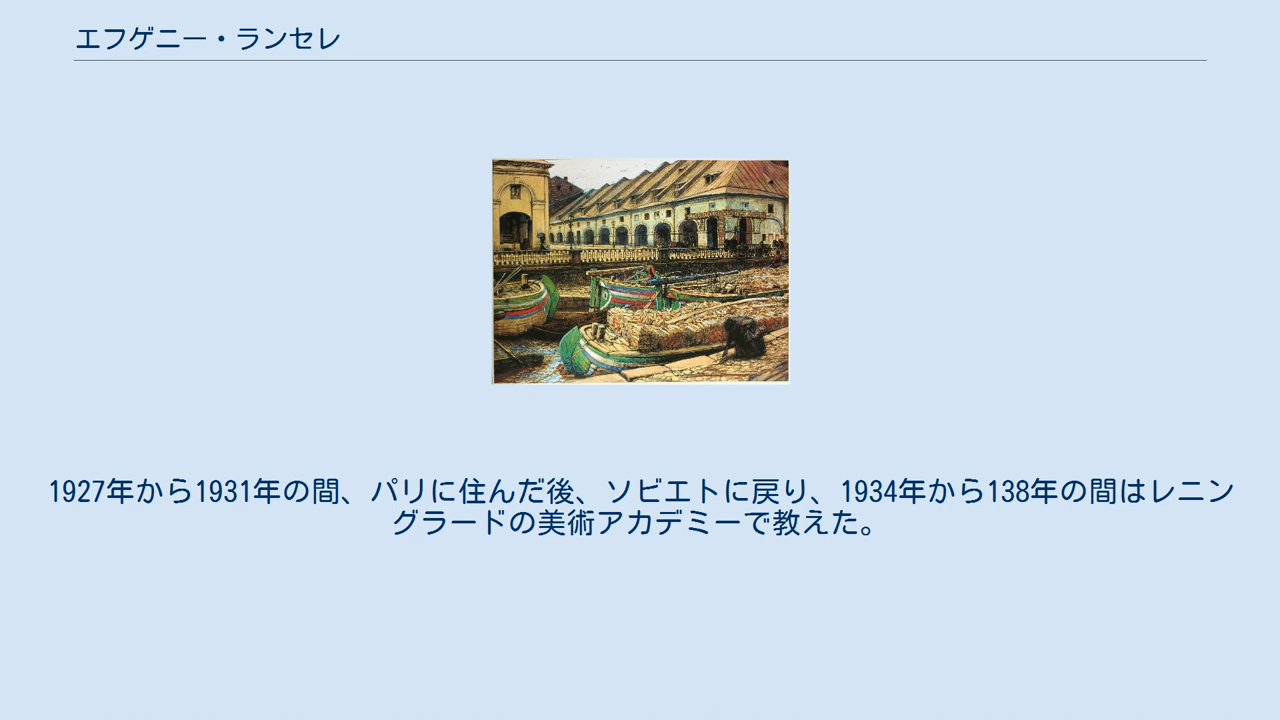 エフゲニー・ランセレ
1927年から1931年の間、パリに住んだ後、ソビエトに戻り、1934年から138年の間はレニン
グラードの美術アカデミーで教えた。